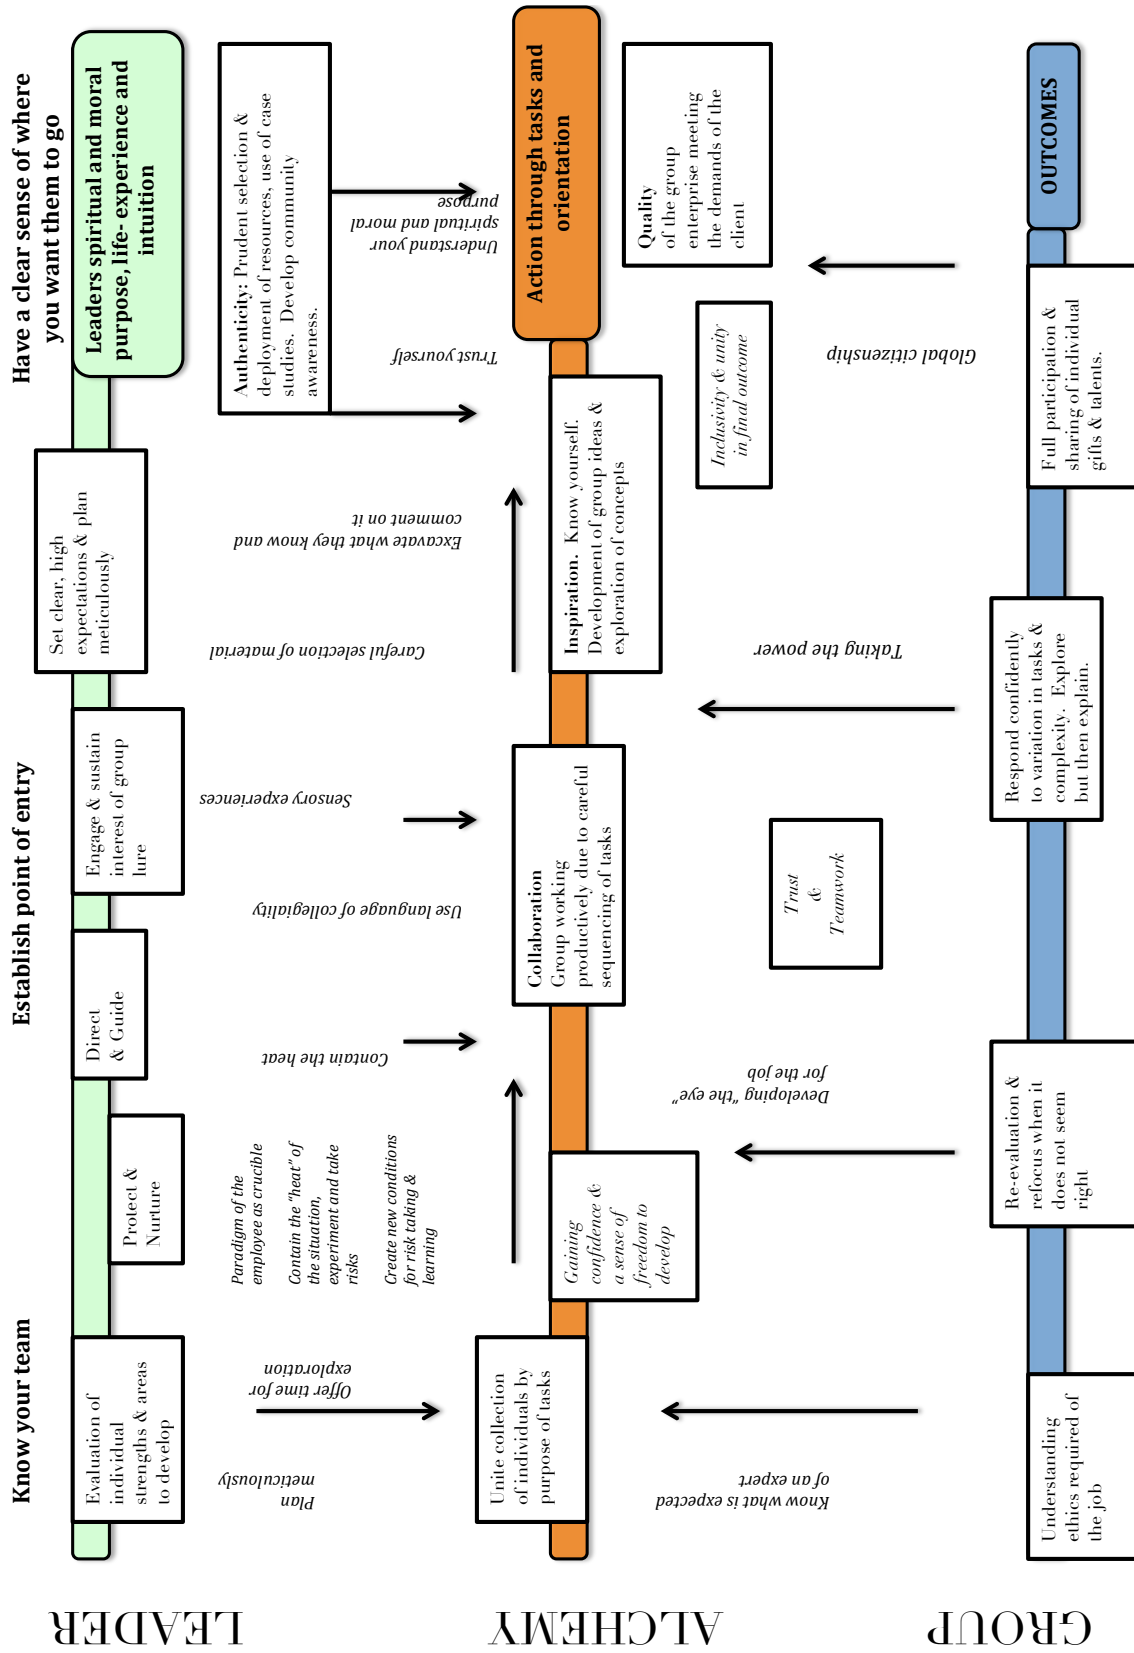 Know your team
Establish point of entry
Have a clear sense of where
you want them to go
LEADER
Evaluation of
individual
strengths & areas
to develop
Protect &
Nurture
Direct
& Guide
Engage & sustain
interest of group
lure
Set clear, high
expectations & plan
meticulously
Leaders spiritual and moral
purpose, life- experience and
intuition
Plan
meticulously
Offer time for
exploration
Paradigm of the
employee as crucible
Contain the "heat" of
the situation,
experiment and take
risks
Create new conditions
for risk taking &
learning
Contain the heat
Use language of collegiality
Sensory experiences
Careful selection of material
Excavate what they know and
comment on it
Trust yourself
Understand your
spiritual and moral
purpose
Authenticity: Prudent selection &
deployment of resources, use of case
studies. Develop community
awareness.
ALCHEMY
Unite collection
of individuals by
purpose of tasks
Gaining
confidence &
a sense of
freedom to
develop
Collaboration
Group working
productively due to careful
sequencing of tasks
Inspiration. Know yourself.
Development of group ideas &
exploration of concepts
Action through tasks and
orientation
Know what is expected
of an expert
Developing "the eye"
for the job
Trust
&
Teamwork
Taking the power
Inclusivity & unity
in final outcome
Global citizenship
Quality
of the group
enterprise meeting
the demands of the
client
GROUP
Understanding
ethics required of
the job
Re-evaluation &
refocus when it
does not seem
right
Respond confidently
to variation in tasks &
complexity. Explore
but then explain.
Full participation &
sharing of individual
gifts & talents.
OUTCOMES